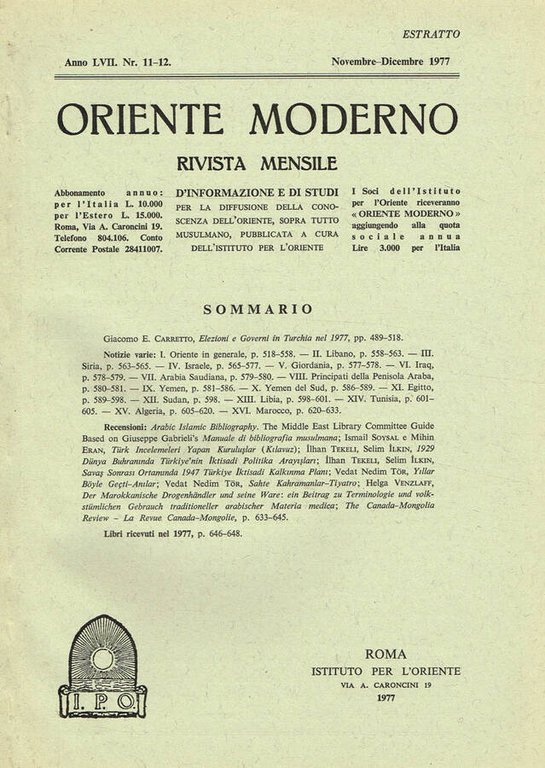 ESTRATTO
Anno LVII. Nr. 11-12.
Novembre-Dicembre 1977
ORIENTE MODERNO
RIVISTA MENSILE
Abbonamento annuo:
per l'Italia L. 10.000
per l'Estero L. 15.000.
Roma, Via A. Caroncini 19.
Telefono 804.106. Conto
Corrente Postale 28411007.
D'INFORMAZIONE E DI STUDI
PER LA DIFFUSIONE DELLA CONO-
SCENZA DELL'ORIENTE, SOPRA TUTTO
MUSULMANO, PUBBLICATA A CURA
DELL'ISTITUTO PER L'ORIENTE
I Soci dell'Istituto
per l'Oriente riceveranno
« ORIENTE MODERNO »
aggiungendo alla quota
sociale annua
Lire 3.000 per l'Italia
SOMMARIO
Giacomo E. CARRETTO, Elezioni e Governi in Turchia nel 1977, pp. 489-518.
Notizie varie: I. Oriente in generale, p. 518-558. — II. Libano, p. 558-563. — III.
Siria, p. 563-565. — IV. Israele, p. 565-577. — V. Giordania, p. 577-578. — VI. Iraq,
p. 578-579. — VII. Arabia Saudiana, p. 579-580. — VIII. Principati della Penisola Araba,
p. 580-581. — IX. Yemen, p. 581-586. — X. Yemen del Sud, p. 586-589. — XI. Egitto,
p. 589-598. — XII. Sudan, p. 598. — XIII. Libia, p. 598-601. — XIV. Tunisia, p. 601-
605. — XV. Algeria, p. 605-620. — XVI. Marocco, p. 620-633.
Recensioni: Arabic Islamic Bibliography. The Middle East Library Committee Guide
Based on Giuseppe Gabrieli's Manuale di bibliografia musulmana; Ismail SOYSAL e Mihin
ERAN, Türk İncelemeleri Yapan Kuruluşlar (Kılavuz); İlhan TEKELI, Selim İLKIN, 1929
Dünya Buhranında Türkiye'nin İktisadi Politika Arayışları; İlhan TEKELI, Selim İLKIN,
Savaş Sonrası Ortamında 1947 Türkiye İktisadi Kalkınma Planı; Vedat Nedim TÖR, Yıllar
Böyle Geçti-Anılar; Vedat Nedim TÖR, Sahte Kahramanlar-Tiyatro; Helga VENZLAFF,
Der Marokkanische Drogenhändler und seine Ware: ein Beitrag zu Terminologie und volk-
stümlichen Gebrauch traditioneller arabischer Materia medica; The Canada-Mongolia
Review - La Revue Canada-Mongolie, p. 633-645.
Libri ricevuti nel 1977, p. 646-648.
I.P.O.
ROMA
ISTITUTO PER L'ORIENTE
VIA A. CARONCINI 19
1977